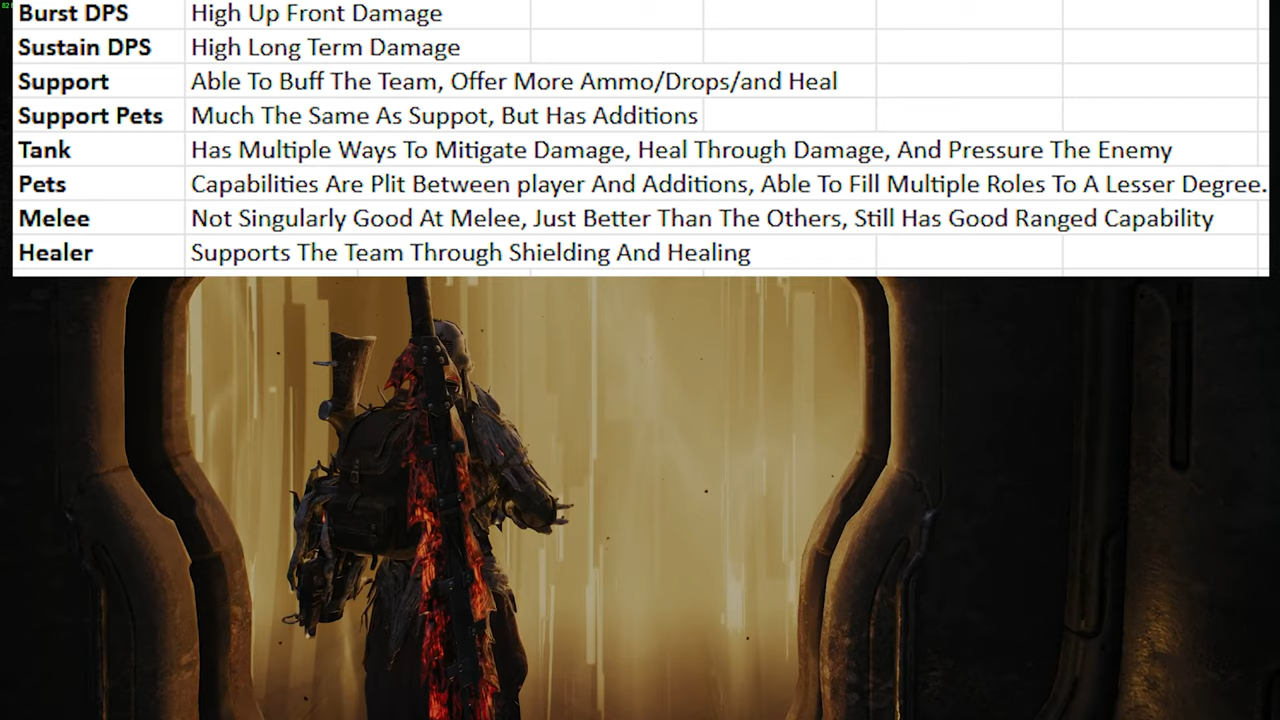 Burst DPS High Up Front Damage
Sustain DPS High Long Term Damage
Support Able To Buff The Team, Offer More Ammo/Drops/and Heal
Support Pets Much The Same As Suppot, But Has Additions
Tank Has Multiple Ways To Mitigate Damage, Heal Through Damage, And Pressure The Enemy
Pets Capabilities Are Plit Between player And Additions, Able To Fill Multiple Roles To A Lesser Degree.
Melee Not Singularly Good At Melee, Just Better Than The Others, Still Has Good Ranged Capability
Healer Supports The Team Through Shielding And Healing